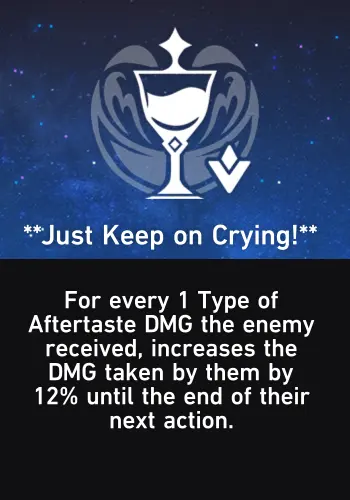 **Just Keep on Crying!**
For every 1 Type of
Aftertaste DMG the enemy
received, increases the
DMG taken by them by
12% until the end of their
next action.